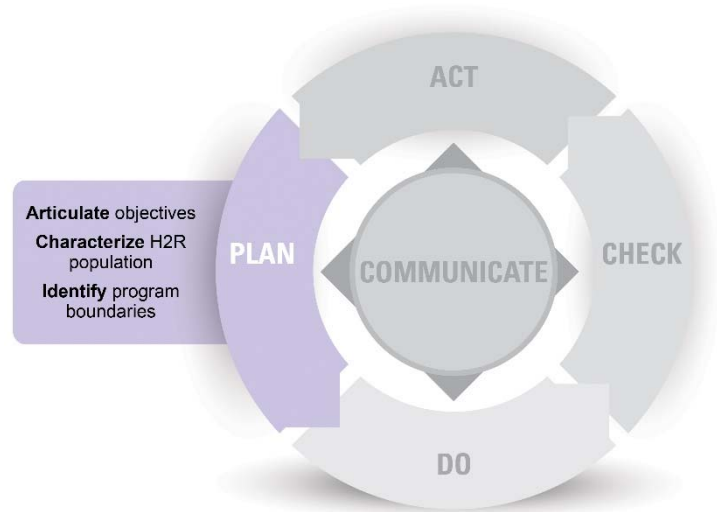 ACT
Articulate objectives
Characterize H2R
population
Identify program
boundaries
PLAN
COMMUNICATE
CHECK
DO